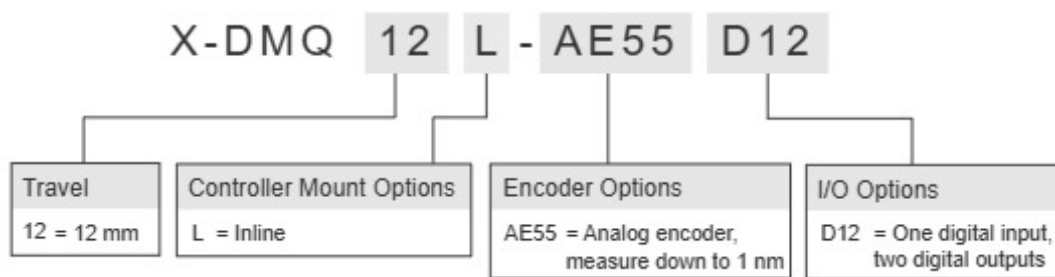 X-DMQ 12 L - AE55 D12
Travel
12 = 12 mm
Controller Mount Options
L = Inline
Encoder Options
AE55 = Analog encoder,
measure down to 1 nm
I/O Options
D12 = One digital input,
two digital outputs